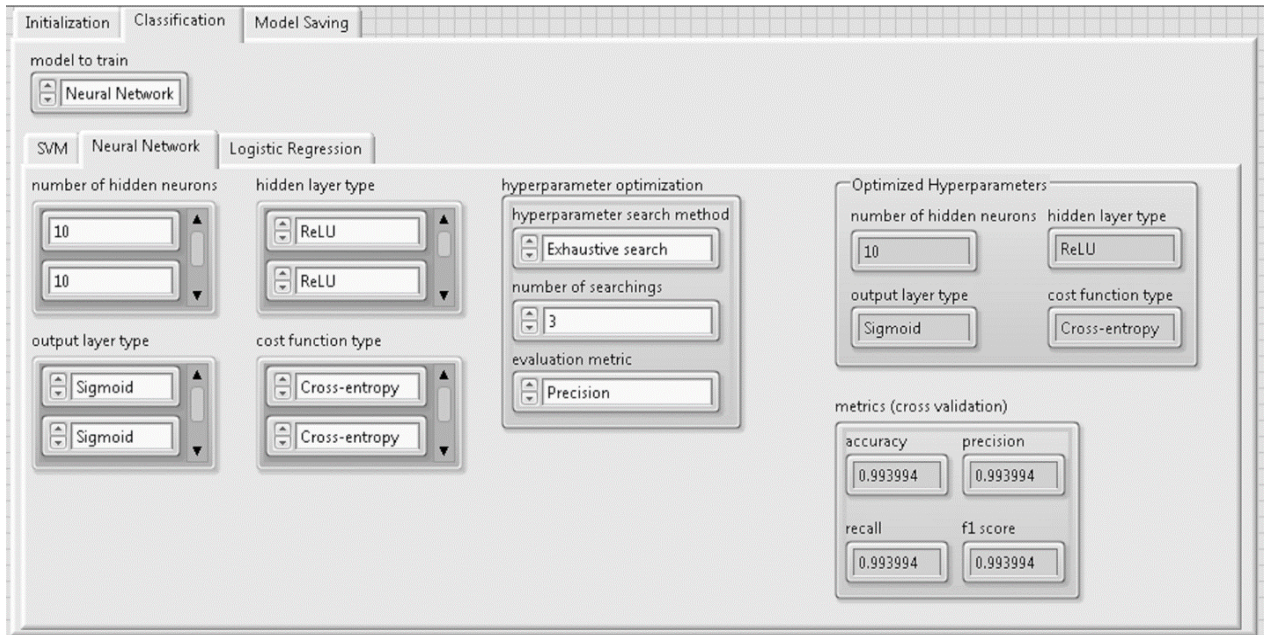 Initialization Classification Model Saving
model to train
Neural Network
SVM Neural Network Logistic Regression
number of hidden neurons
10
10
hidden layer type
ReLU
ReLU
output layer type
Sigmoid
Sigmoid
cost function type
Cross-entropy
Cross-entropy
hyperparameter optimization
hyperparameter search method
Exhaustive search
number of searchings
3
evaluation metric
Precision
Optimized Hyperparameters
number of hidden neurons hidden layer type
10 ReLU
output layer type cost function type
Sigmoid Cross-entropy
metrics (cross validation)
accuracy precision
0.993994 0.993994
recall f1 score
0.993994 0.993994